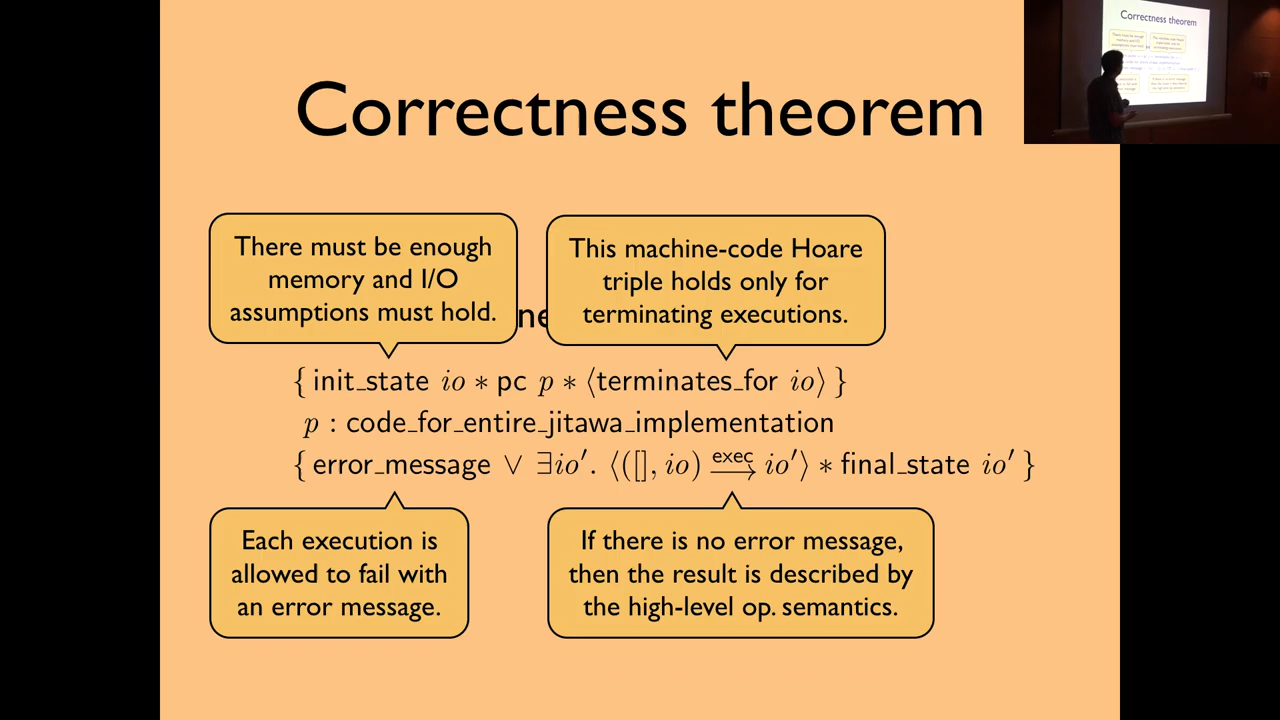 Correctness theorem
There must be enough
memory and I/O
assumptions must hold.
This machine-code Hoare
triple holds only for
terminating executions.
{ init_state io ∗ pc p ∗ ⟨terminates_for io⟩ }
p : code_for_entire_jitawa_implementation
{ error_message ∨ ∃io′. ⟨([], io) exec⟶ io′⟩ ∗ final_state io′ }
Each execution is
allowed to fail with
an error message.
If there is no error message,
then the result is described by
the high-level op. semantics.
Correctness theorem